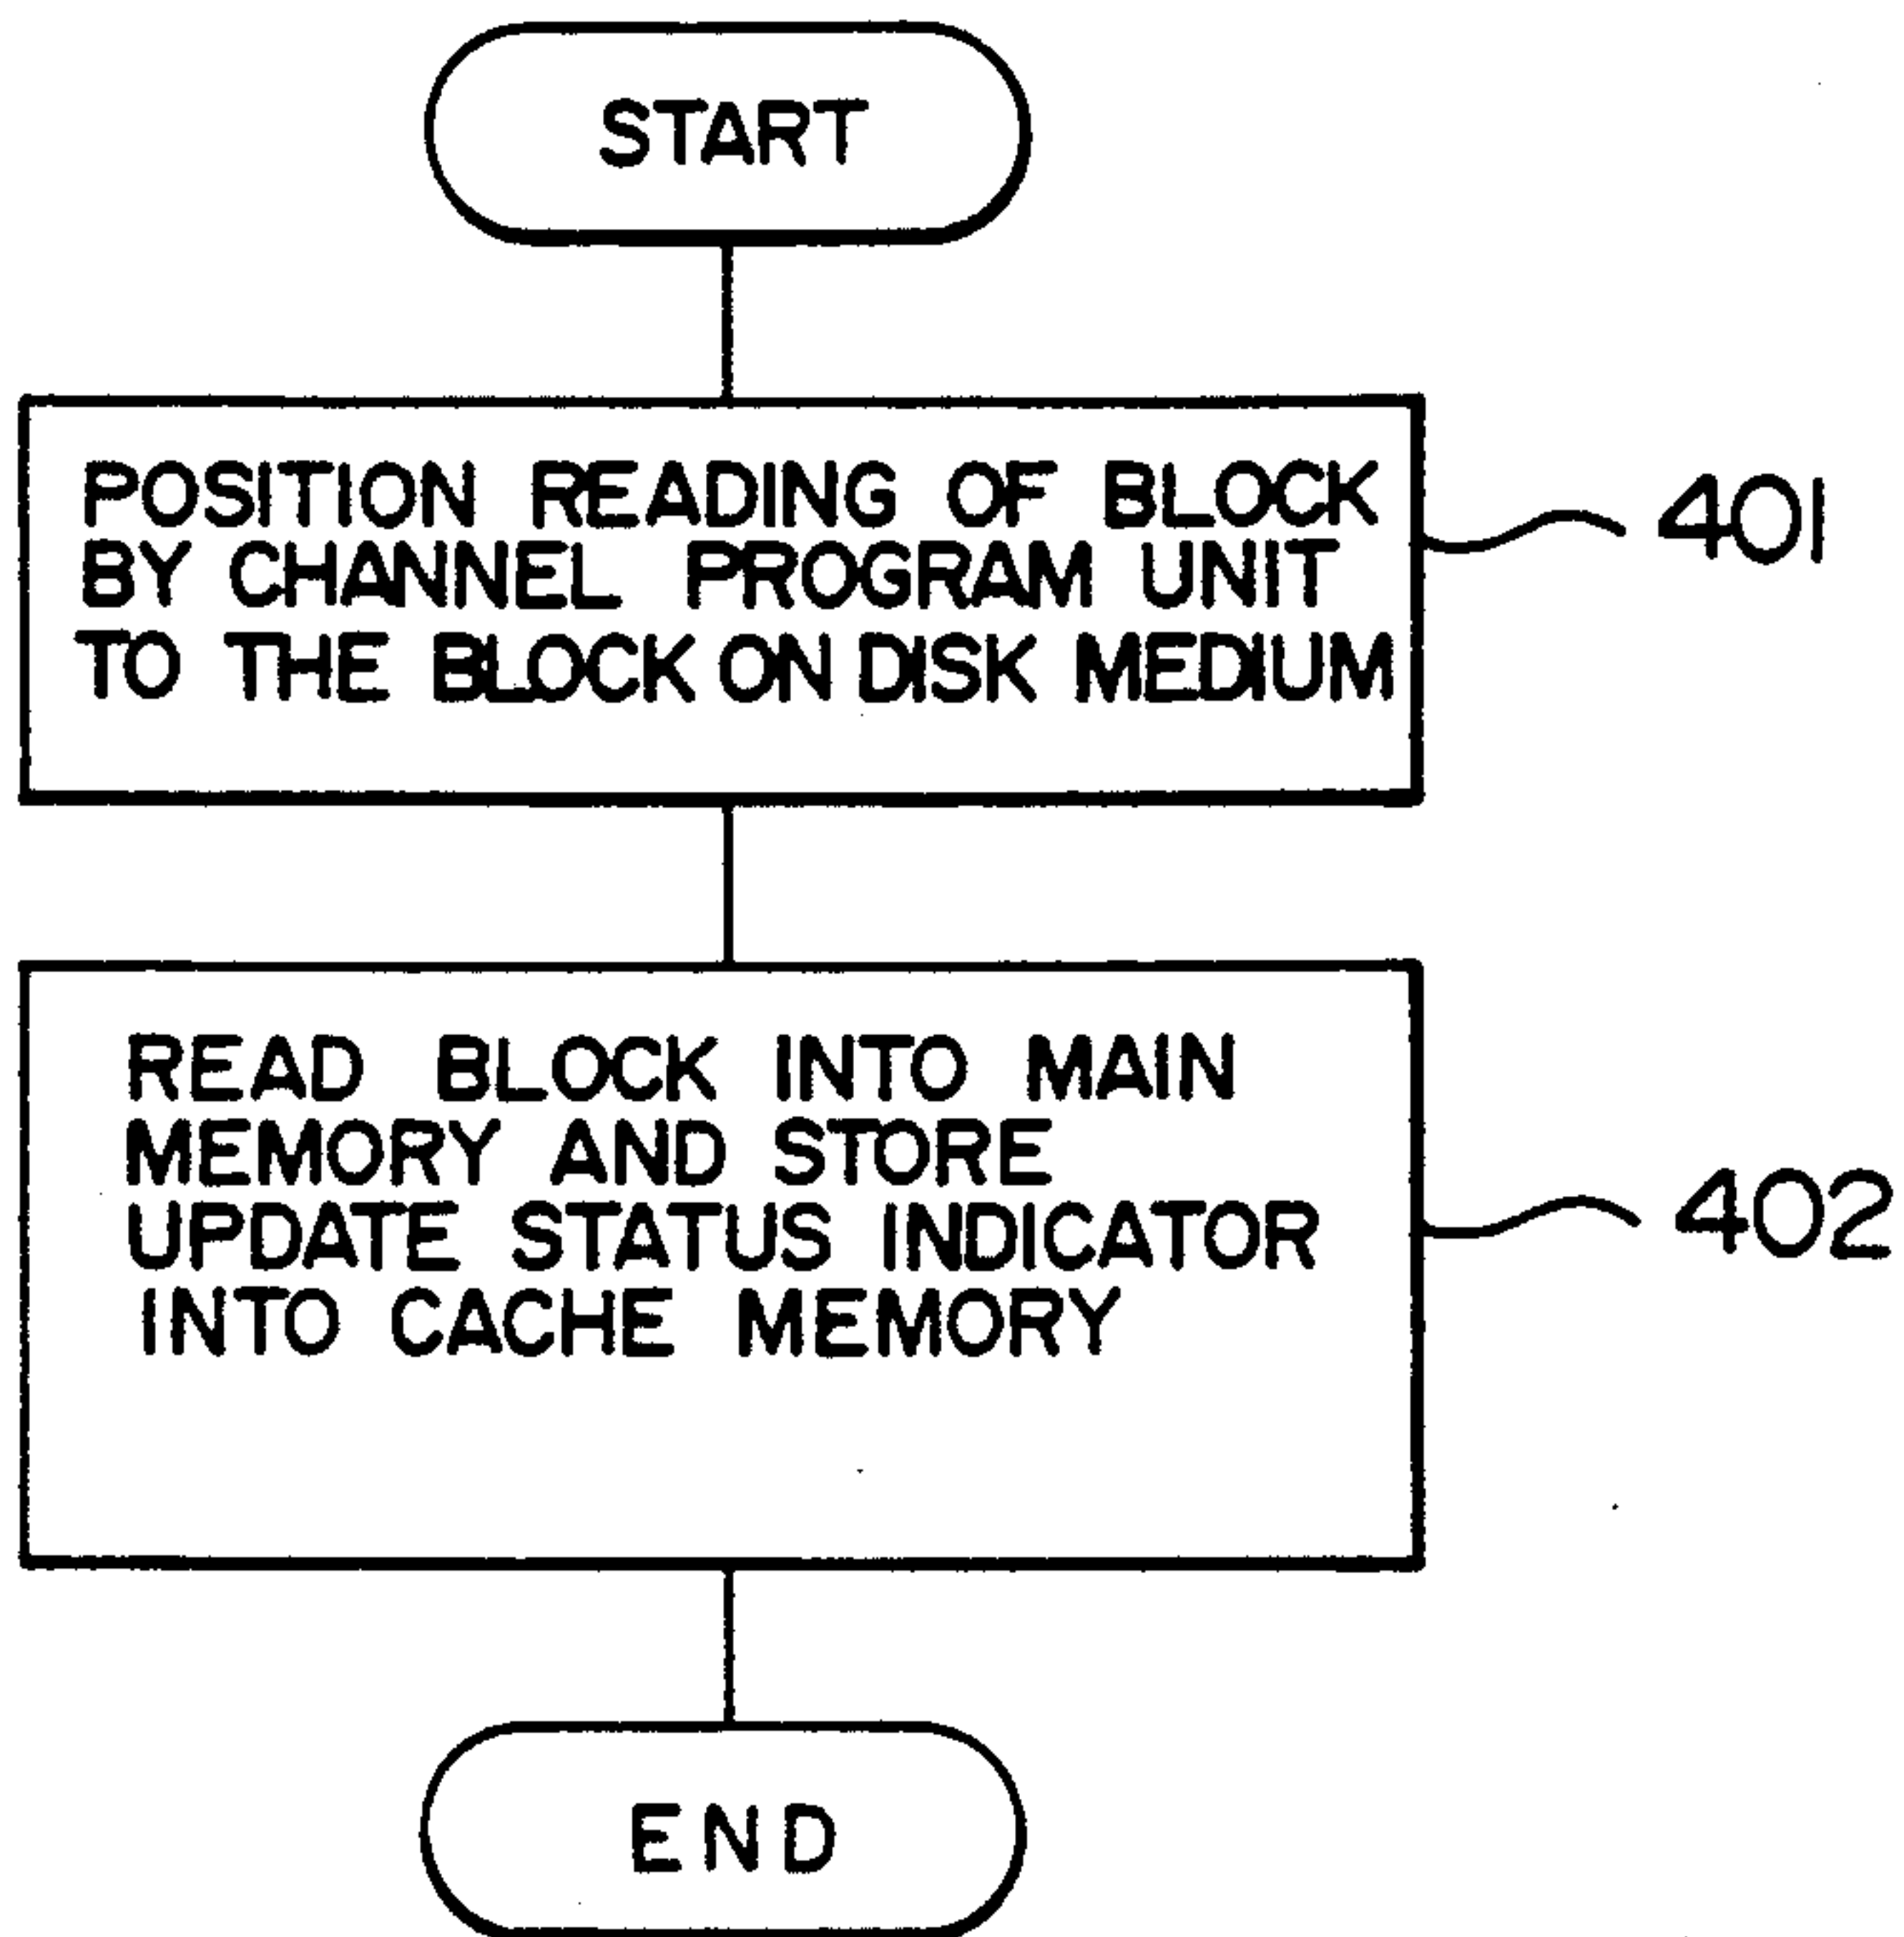 START
POSITION READING OF BLOCK
BY CHANNEL PROGRAM UNIT
TO THE BLOCK ON DISK MEDIUM
401
READ BLOCK INTO MAIN
MEMORY AND STORE
UPDATE STATUS INDICATOR
INTO CACHE MEMORY
402
END